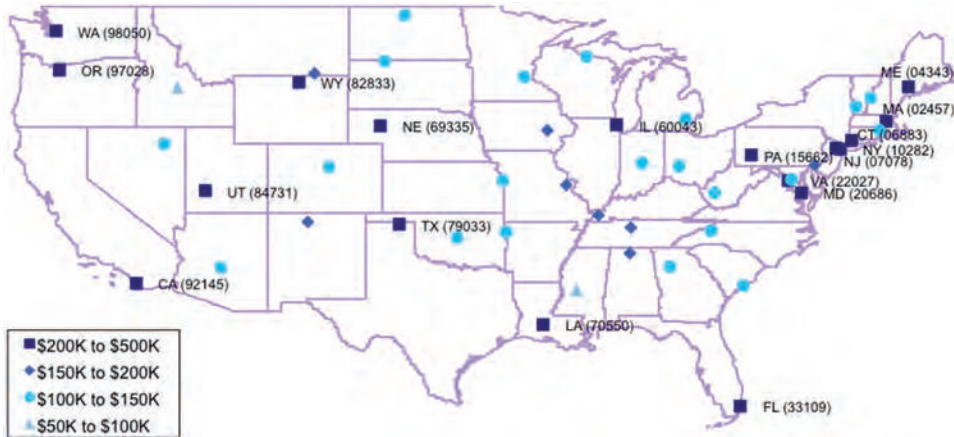 WA (98050)
OR (97028)
WY (82833)
ME (04343)
MA (02457)
NE (69335)
IL (60043)
CT (06883)
NY (10282)
PA (15662)
NJ (07078)
UT (84731)
VA (22027)
MD (20686)
TX (79033)
CA (92145)
LA (70550)
FL (33109)
$200K to $500K
$150K to $200K
$100K to $150K
$50K to $100K